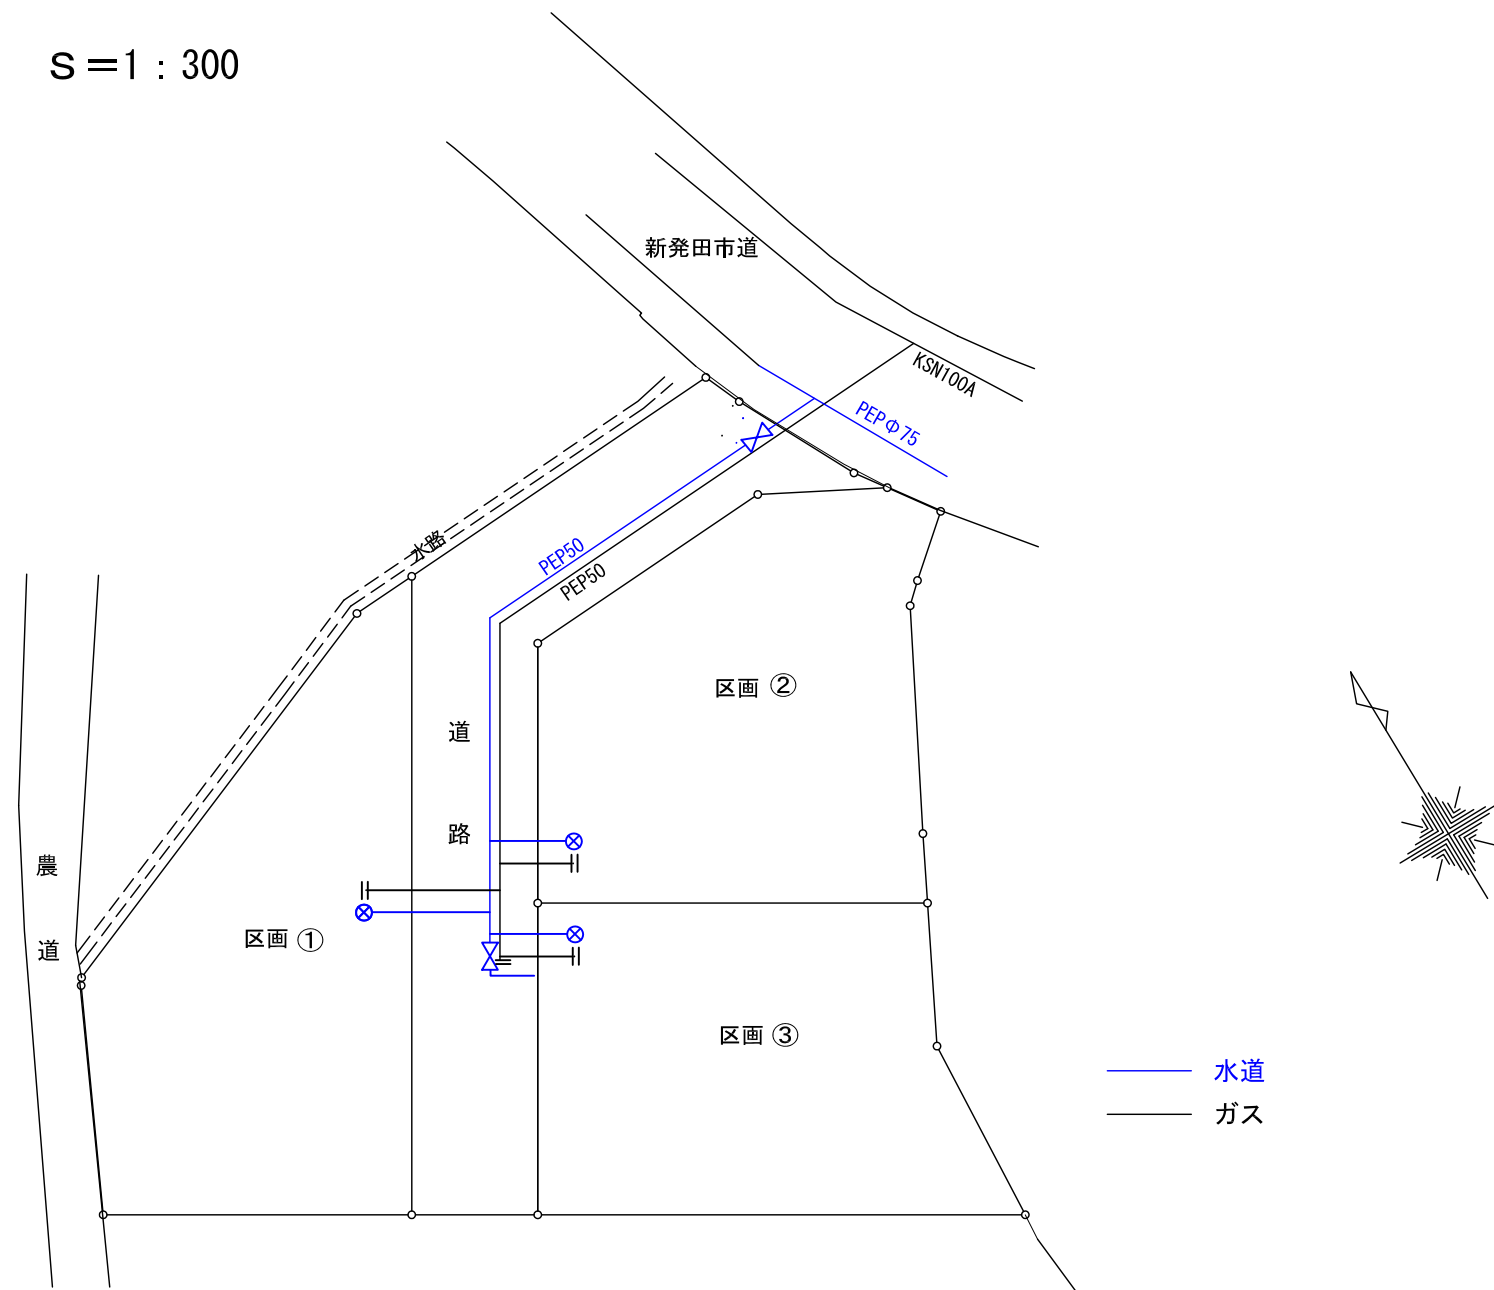 S=1:300
新発田市道
KSN100A
PEPΦ75
水路
PEP50
PEP50
区画 ②
道路
農道
区画 ①
区画 ③
水道
ガス